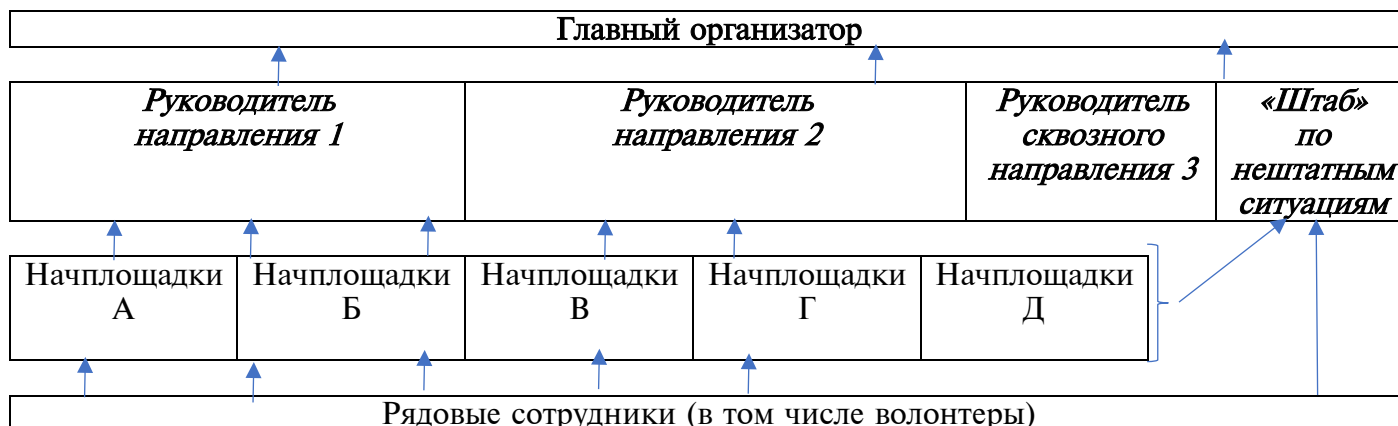 Главный организатор
Руководитель
направления 1
Руководитель
направления 2
Руководитель
сквозного
направления 3
«Штаб»
по
нештатным
ситуациям
Начплощадки
А
Начплощадки
Б
Начплощадки
В
Начплощадки
Г
Начплощадки
Д
Рядовые сотрудники (в том числе волонтеры)